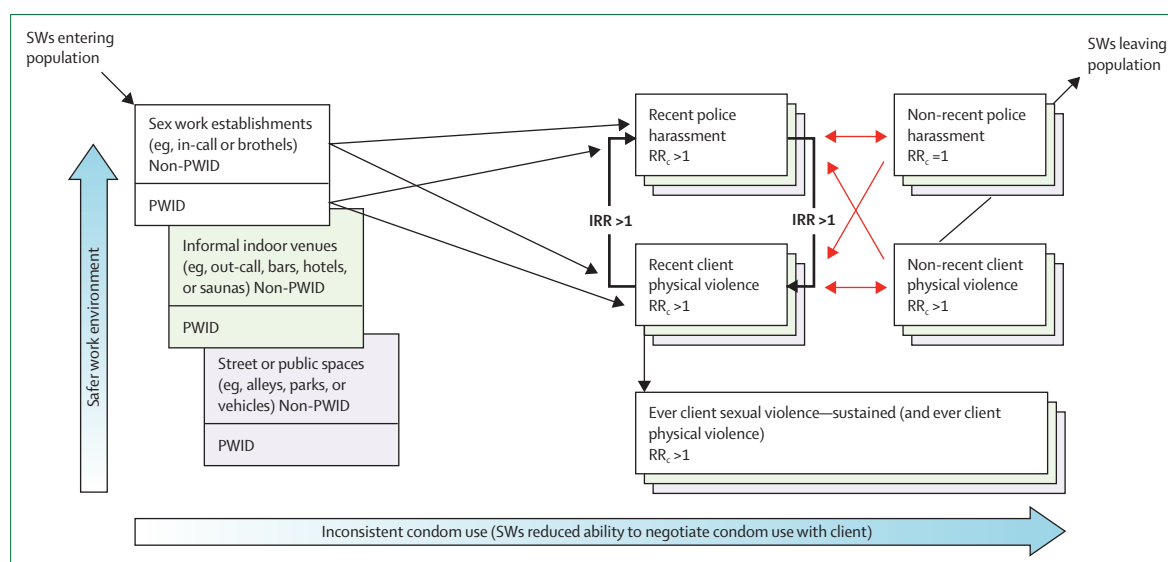 SWs entering
population
SWs leaving
population
Sex work establishments
(eg, in-call or brothels)
Non-PWID
PWID
Informal indoor venues
(eg, out-call, bars, hotels,
or saunas) Non-PWID
PWID
Street or public spaces
(eg, alleys, parks, or
vehicles) Non-PWID
PWID
Safer work environment
Recent police
harassment
RRc >1
Non-recent police
harassment
RRc =1
IRR >1
IRR >1
Recent client
physical violence
RRc >1
Non-recent client
physical violence
RRc >1
Ever client sexual violence—sustained (and ever client
physical violence)
RRc >1
Inconsistent condom use (SWs reduced ability to negotiate condom use with client)